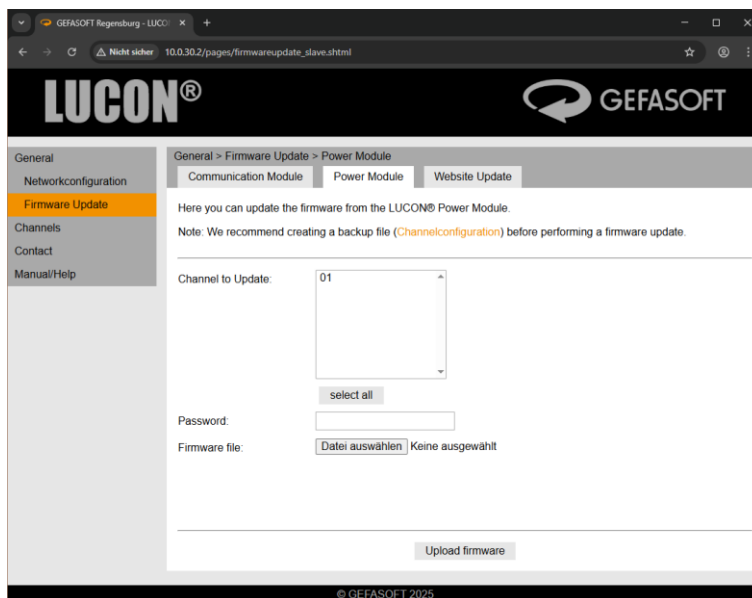 GEFASOFT Regensburg - LUCO
Nicht sicher 10.0.30.2/pages/firmwareupdate_slave.shtml
LUCON® GEFASOFT
General
Networkconfiguration
Firmware Update
Channels
Contact
Manual/Help
General > Firmware Update > Power Module
Communication Module Power Module Website Update
Here you can update the firmware from the LUCON® Power Module.
Note: We recommend creating a backup file (Channelconfiguration) before performing a firmware update.
Channel to Update: 01
select all
Password:
Firmware file: Datei auswählen Keine ausgewählt
Upload firmware
© GEFASOFT 2025